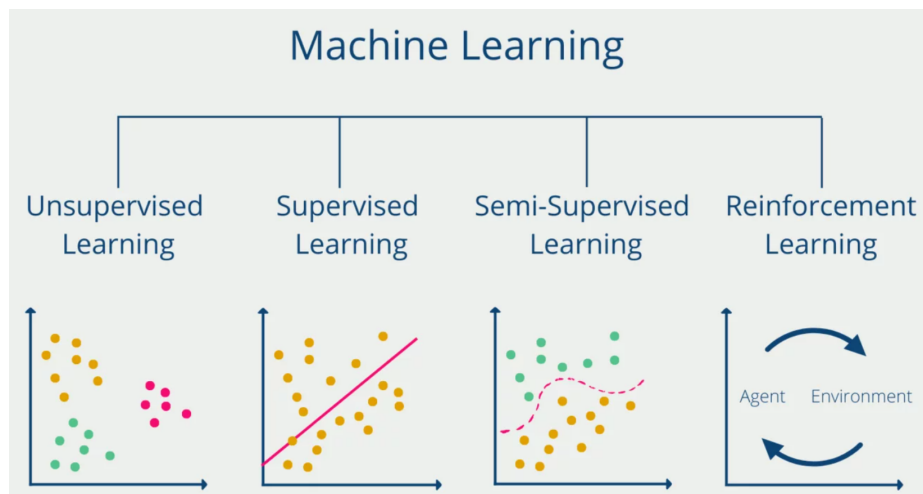 Machine Learning
Unsupervised
Learning
Supervised
Learning
Semi-Supervised
Learning
Reinforcement
Learning
Agent
Environment